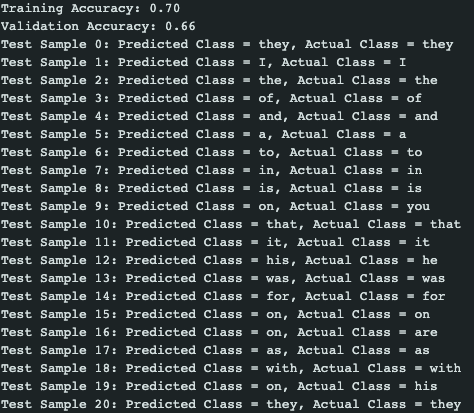 Training Accuracy: 0.70
Validation Accuracy: 0.66
Test Sample 0: Predicted Class = they, Actual Class = they
Test Sample 1: Predicted Class = I, Actual Class = I
Test Sample 2: Predicted Class = the, Actual Class = the
Test Sample 3: Predicted Class = of, Actual Class = of
Test Sample 4: Predicted Class = and, Actual Class = and
Test Sample 5: Predicted Class = a, Actual Class = a
Test Sample 6: Predicted Class = to, Actual Class = to
Test Sample 7: Predicted Class = in, Actual Class = in
Test Sample 8: Predicted Class = is, Actual Class = is
Test Sample 9: Predicted Class = on, Actual Class = you
Test Sample 10: Predicted Class = that, Actual Class = that
Test Sample 11: Predicted Class = it, Actual Class = it
Test Sample 12: Predicted Class = his, Actual Class = he
Test Sample 13: Predicted Class = was, Actual Class = was
Test Sample 14: Predicted Class = for, Actual Class = for
Test Sample 15: Predicted Class = on, Actual Class = on
Test Sample 16: Predicted Class = on, Actual Class = are
Test Sample 17: Predicted Class = as, Actual Class = as
Test Sample 18: Predicted Class = with, Actual Class = with
Test Sample 19: Predicted Class = on, Actual Class = his
Test Sample 20: Predicted Class = they, Actual Class = they